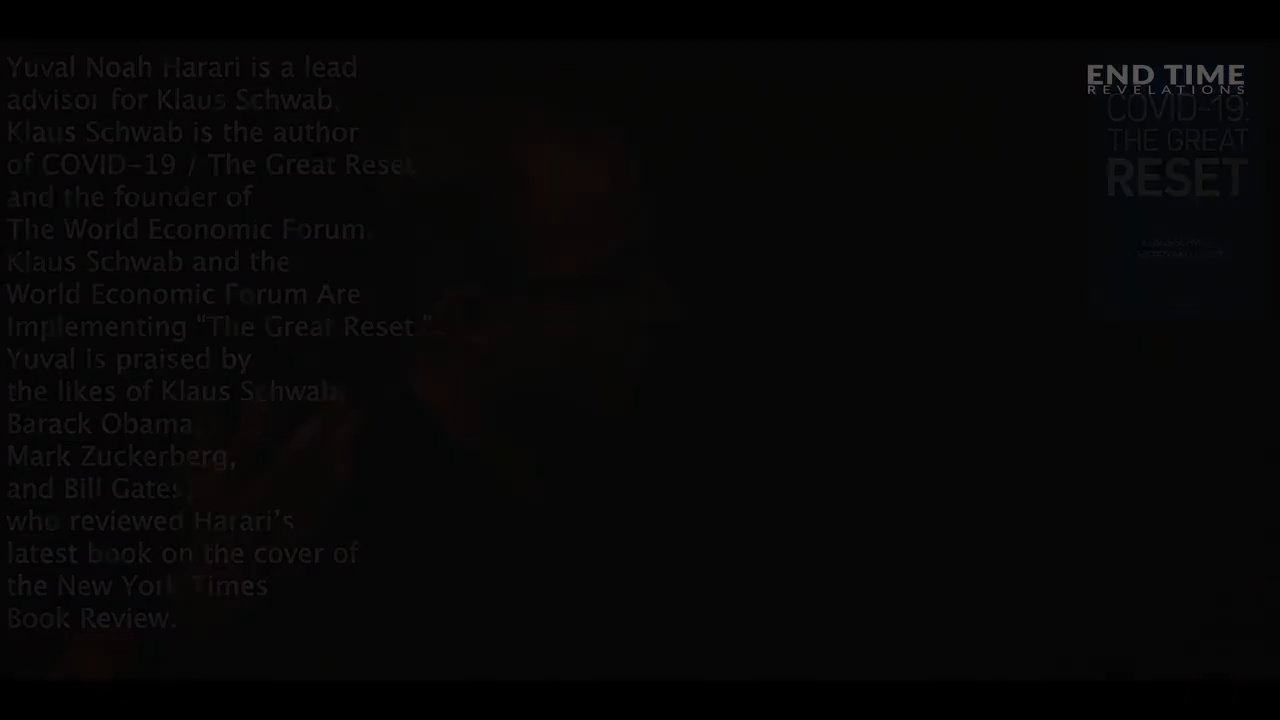 Yuval Noah Harari is a lead
advisor for Klaus Schwab,
Klaus Schwab is the author
of COVID-19 / The Great Reset
and the founder of
The World Economic Forum.
Klaus Schwab and the
World Economic Forum Are
Implementing "The Great Reset."
Yuval is praised by
the likes of Klaus Schwab,
Barack Obama,
Mark Zuckerberg,
and Bill Gates,
who reviewed Harari's
latest book on the cover of
the New York Times
Book Review.
END TIME
REVELATIONS
COVID-19:
THE GREAT
RESET